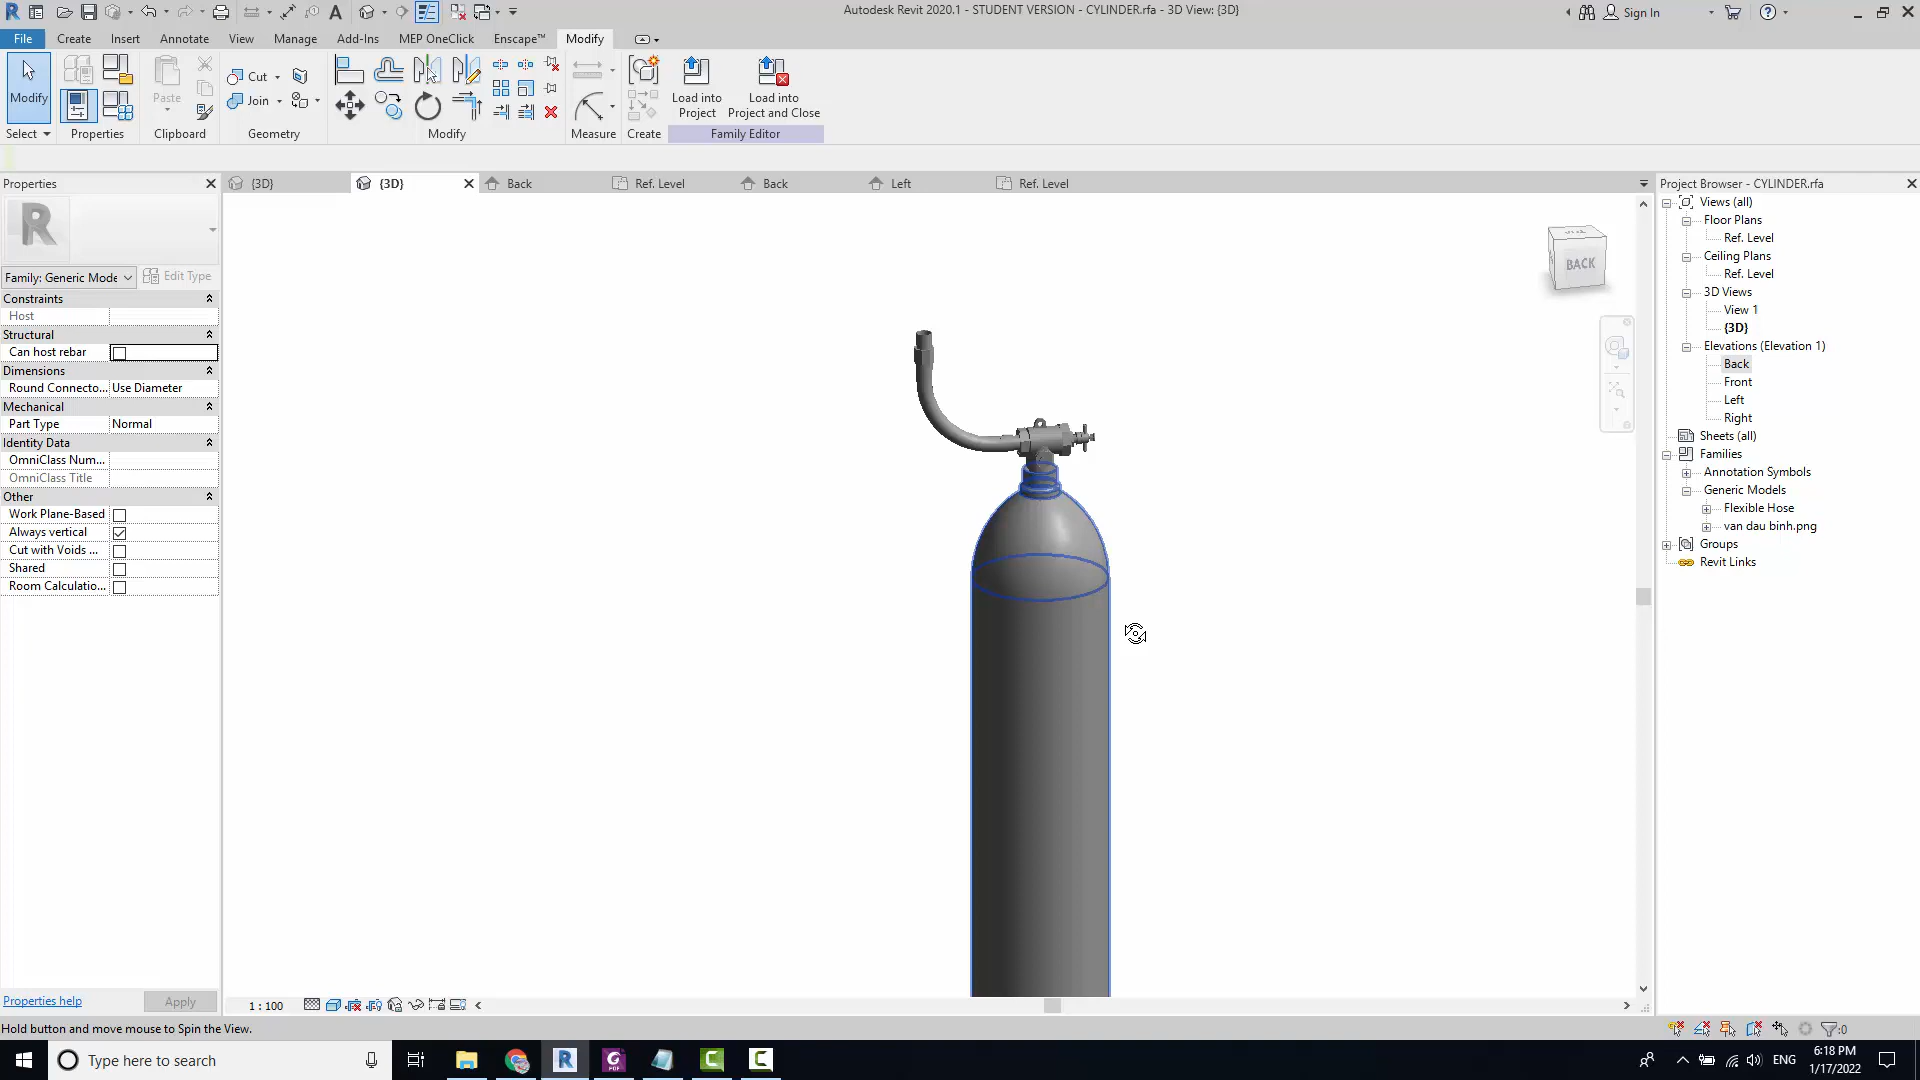 Autodesk Revit 2020.1 - STUDENT VERSION - CYLINDER.rfa - 3D View: {3D}
Sign In
File Create Insert Annotate View Manage Add-Ins MEP OneClick Enscape™ Modify
Modify
Paste
Cut
Join
Load into Project
Load into Project and Close
Select
Properties
Clipboard
Geometry
Modify
Measure
Create
Family Editor
Properties
{3D}
{3D}
Back
Ref. Level
Back
Left
Ref. Level
Project Browser - CYLINDER.rfa
Family: Generic Mode
Edit Type
Constraints
Host
Structural
Can host rebar
Dimensions
Round Connecto... Use Diameter
Mechanical
Part Type Normal
Identity Data
OmniClass Num...
OmniClass Title
Other
Work Plane-Based
Always vertical
Cut with Voids ...
Shared
Room Calculatio...
Properties help
Apply
BACK
Views (all)
Floor Plans
Ref. Level
Ceiling Plans
Ref. Level
3D Views
View 1
{3D}
Elevations (Elevation 1)
Back
Front
Left
Right
Sheets (all)
Families
Annotation Symbols
Generic Models
Flexible Hose
van dau binh.png
Groups
Revit Links
1 : 100
Hold button and move mouse to Spin the View.
:0
Type here to search
ENG
6:18 PM
1/17/2022